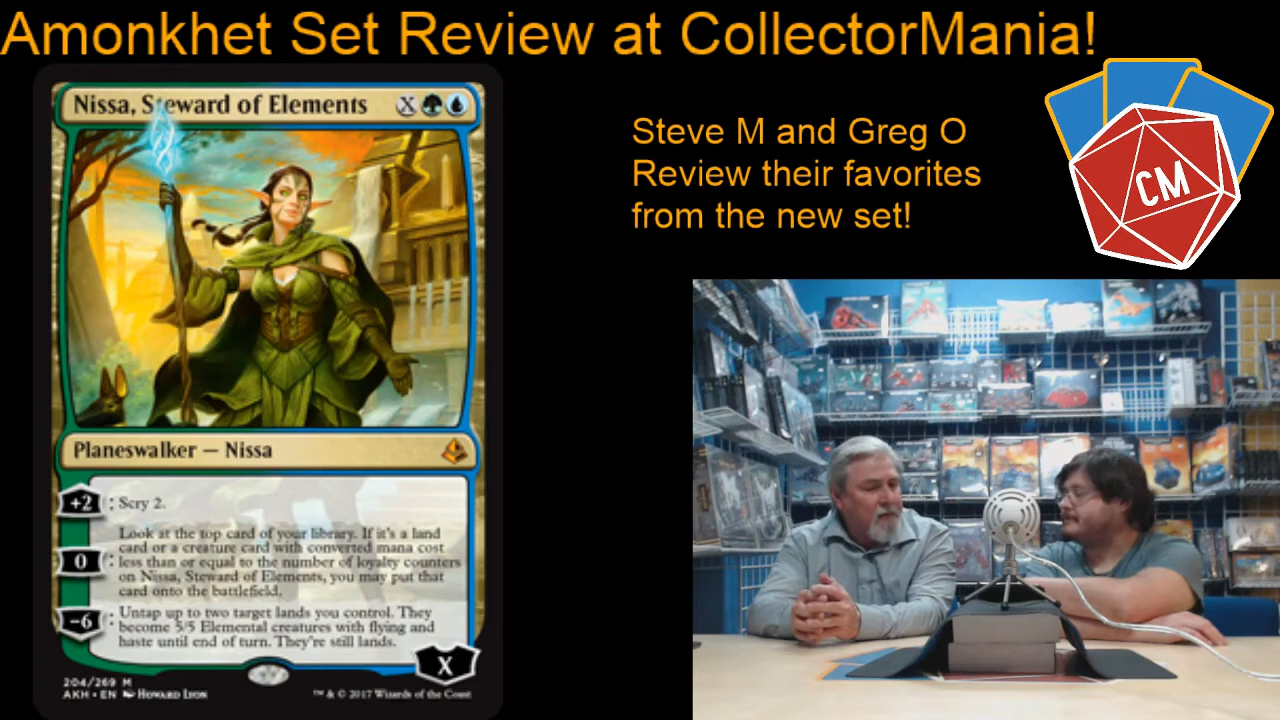 Amonkhet Set Review at CollectorMania!
Nissa, Steward of Elements X
Steve M and Greg O
Review their favorites
from the new set!
CM
Planeswalker — Nissa
+2 : Scry 2.
Look at the top card of your library. If it's a land
card or a creature card with converted mana cost
0 : less than or equal to the number of loyalty counters
on Nissa, Steward of Elements, you may put that
card onto the battlefield.
-6 : Untap up to two target lands you control. They
become 5/5 Elemental creatures with flying and
haste until end of turn. They're still lands.
X
204/269 M
AKH • EN Howard Lyon
™ & © 2017 Wizards of the Coast